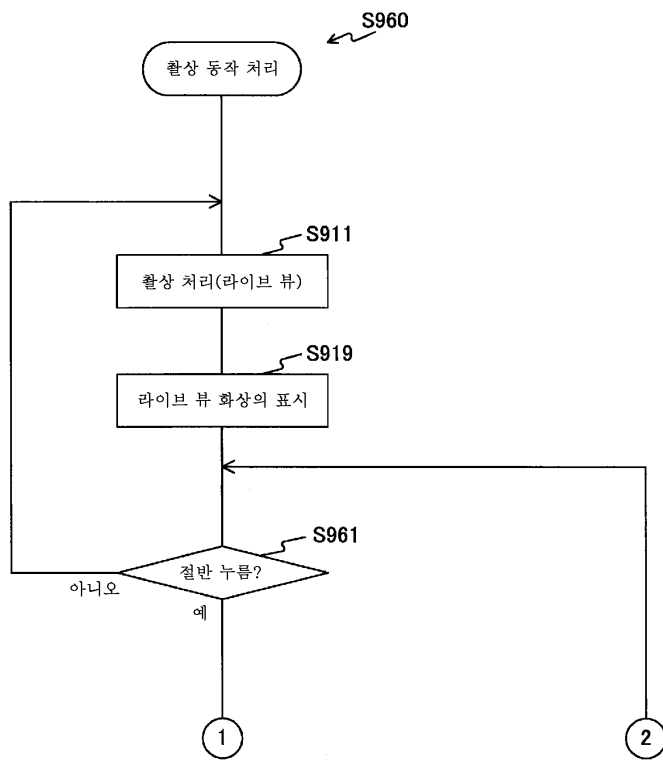 S960
촬상 동작 처리
S911
촬상 처리(라이브 뷰)
S919
라이브 뷰 화상의 표시
S961
절반 누름?
아니오
예
1
2